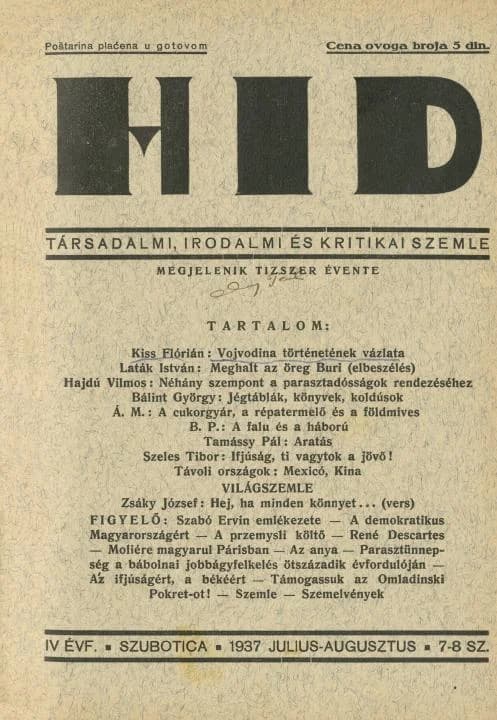 Poštarina plaćena u gotovom
Cena ovoga broja 5 din.
HID
TÁRSADALMI, IRODALMI ÉS KRITIKAI SZEMLE
MEGJELENIK TIZSZER ÉVENTE
TARTALOM:
Kiss Flórián: Vojvodina történetének vázlata
Laták István: Meghalt az öreg Buri (elbeszélés)
Hajdú Vilmos: Néhány szempont a parasztadósságok rendezéséhez
Bálint György: Jégtáblák, könyvek, koldúsok
Á. M.: A cukorgyár, a répatermelő és a földmives
B. P.: A falu és a háború
Tamássy Pál: Aratás
Szeles Tibor: Ifjúság, ti vagytok a jövő!
Távoli országok: Mexicó, Kina
VILÁGSZEMLE
Zsáky József: Hej, ha minden könnyet... (vers)
FIGYELŐ: Szabó Ervin emlékezete — A demokratikus
Magyarországért — A przemysli költő — René Descartes
— Moliére magyarul Párisban — Az anya — Parasztünnep-
ség a bábolnai jobbágyfelkelés ötszázadik évfordulóján —
Az ifjuságért, a békéért — Támogassuk az Omladinski
Pokret-ot! — Szemle — Szemelvények
IV ÉVF. ▪ SZUBOTICA ▪ 1937 JULIUS-AUGUSZTUS ▪ 7-8 SZ.